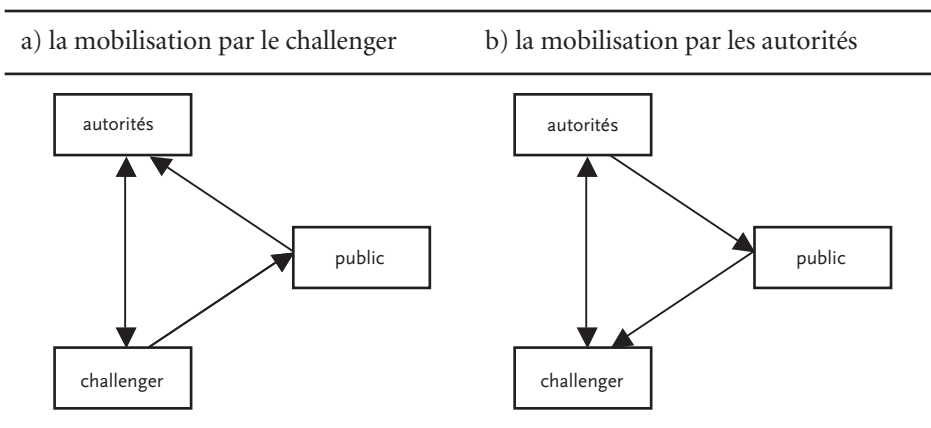 a) la mobilisation par le challenger
b) la mobilisation par les autorités
autorités
autorités
public
public
challenger
challenger